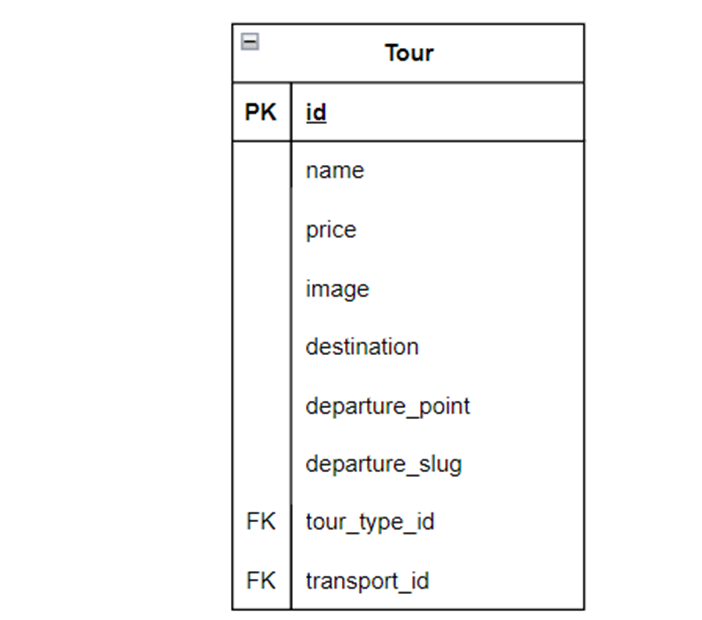 Tour
PK id
name
price
image
destination
departure_point
departure_slug
FK tour_type_id
FK transport_id